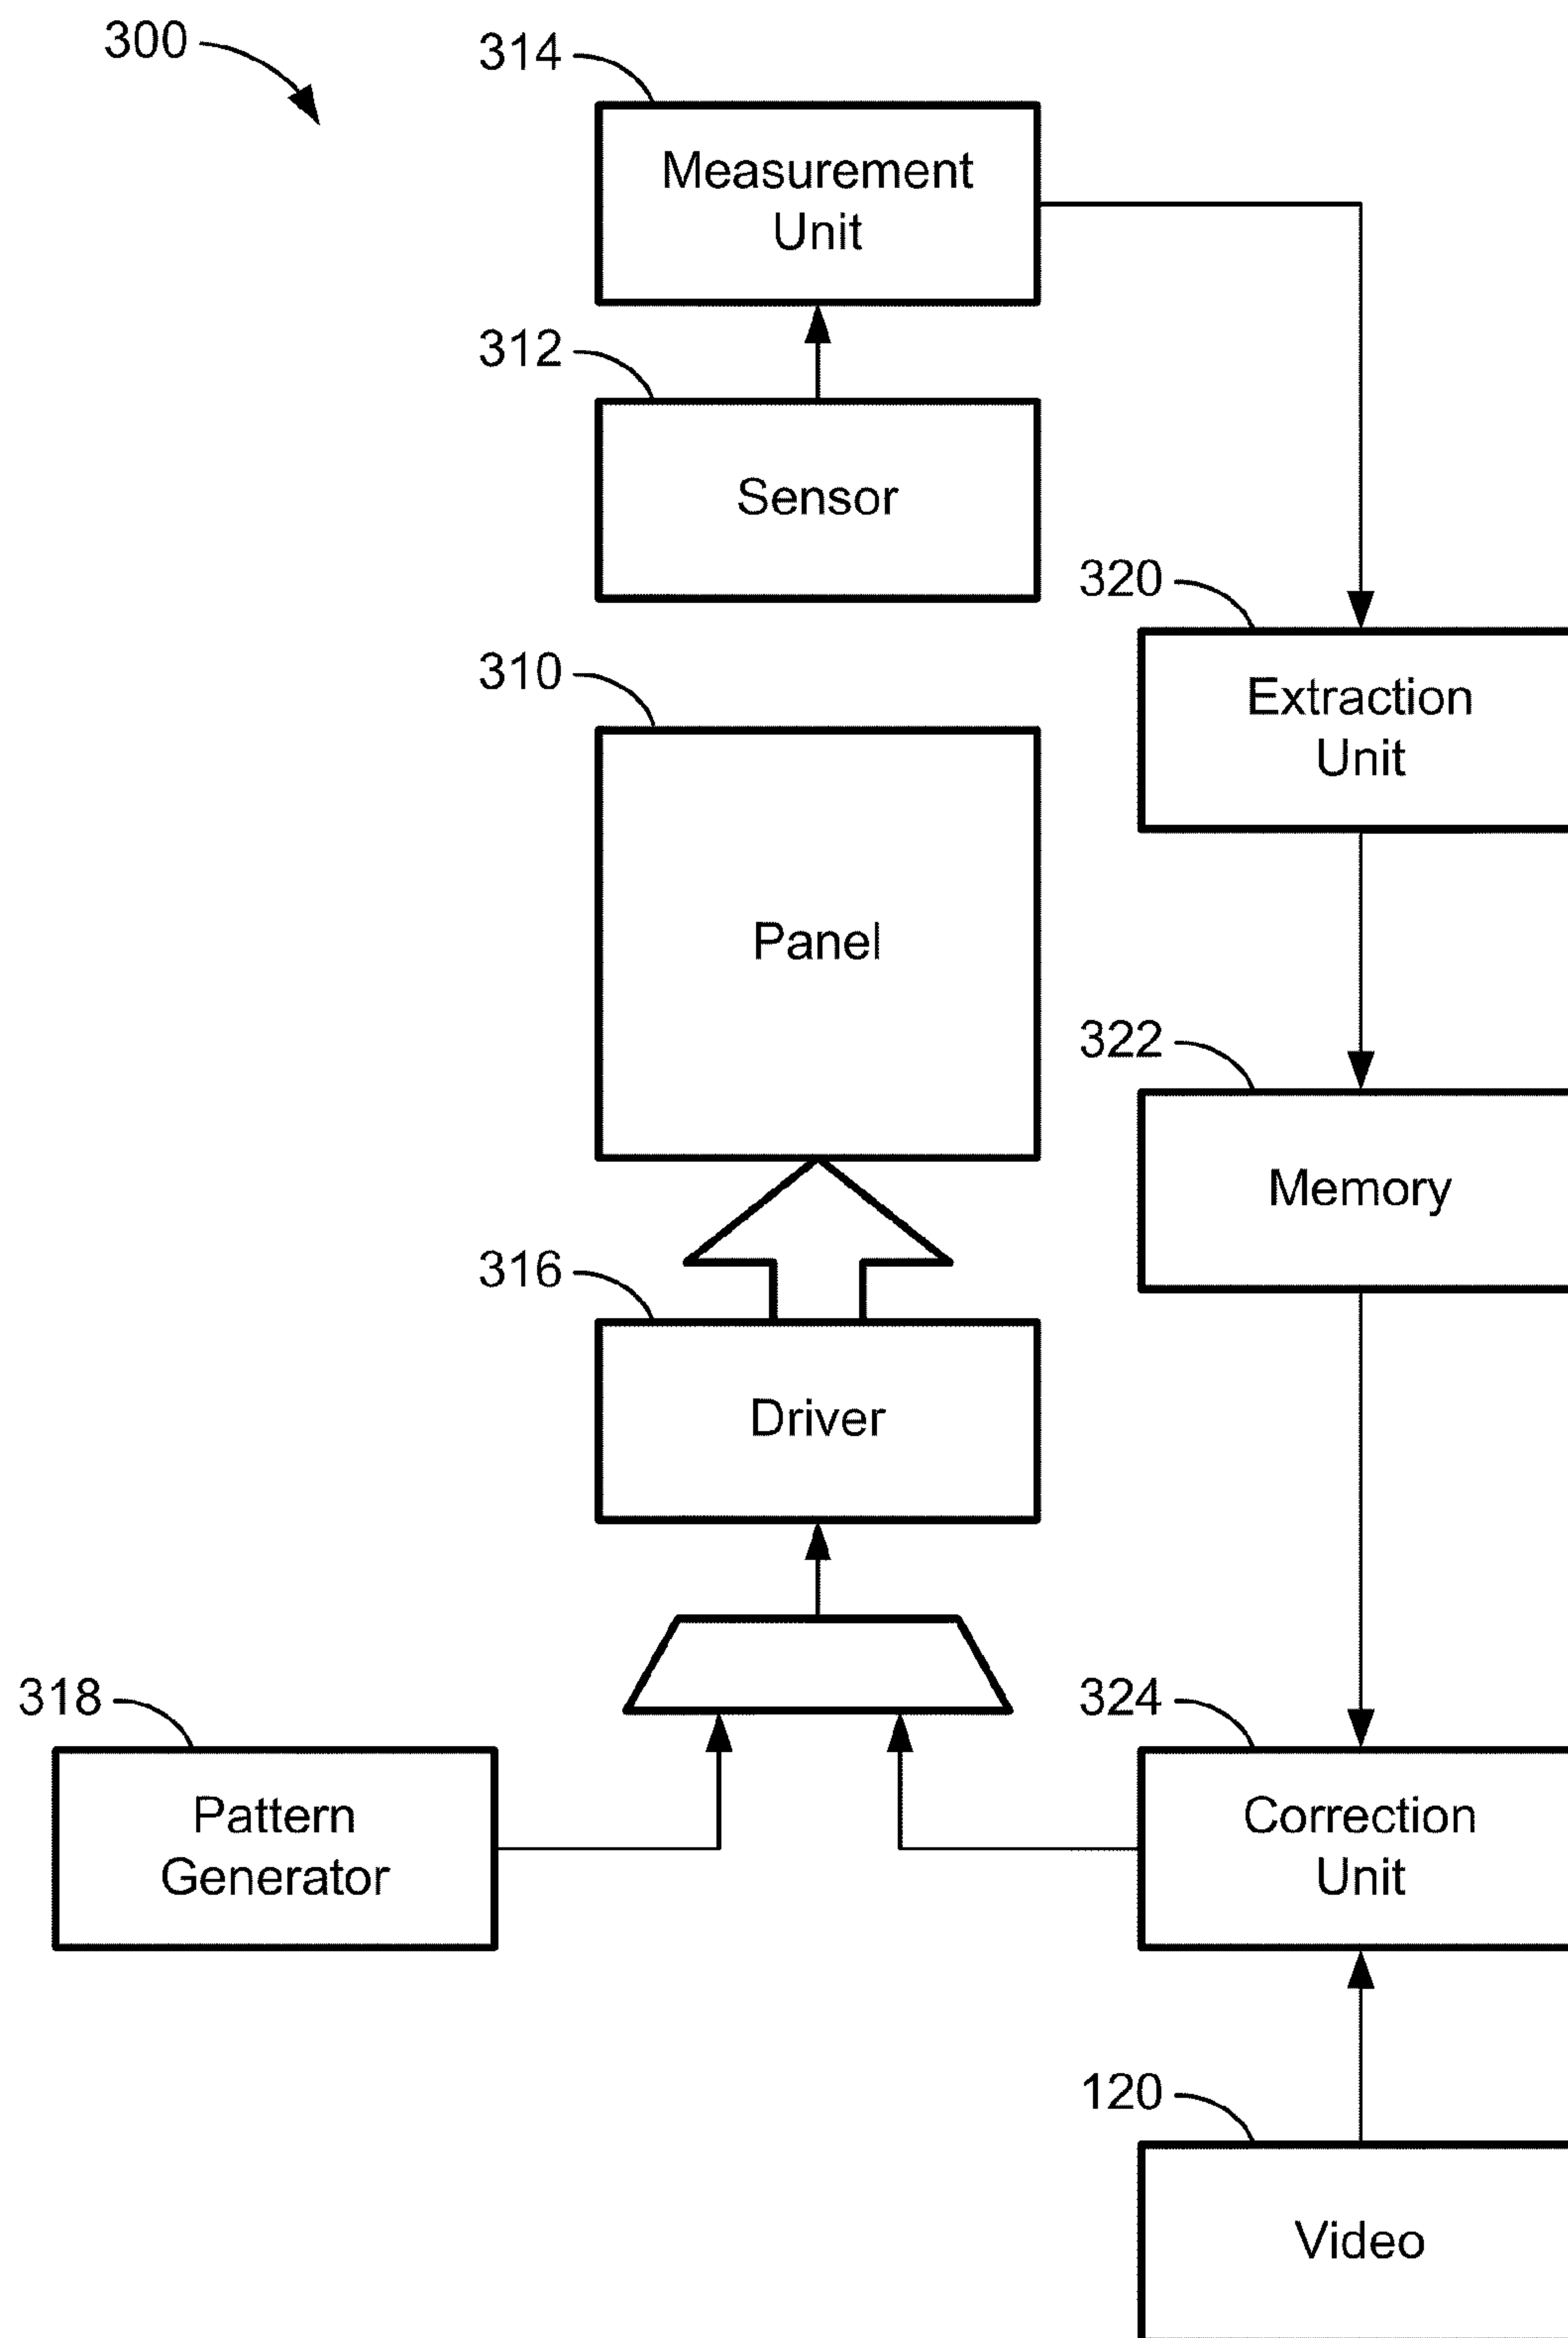 300
314
Measurement
Unit
312
Sensor
320
Extraction
Unit
310
Panel
322
Memory
316
Driver
318
Pattern
Generator
324
Correction
Unit
120
Video